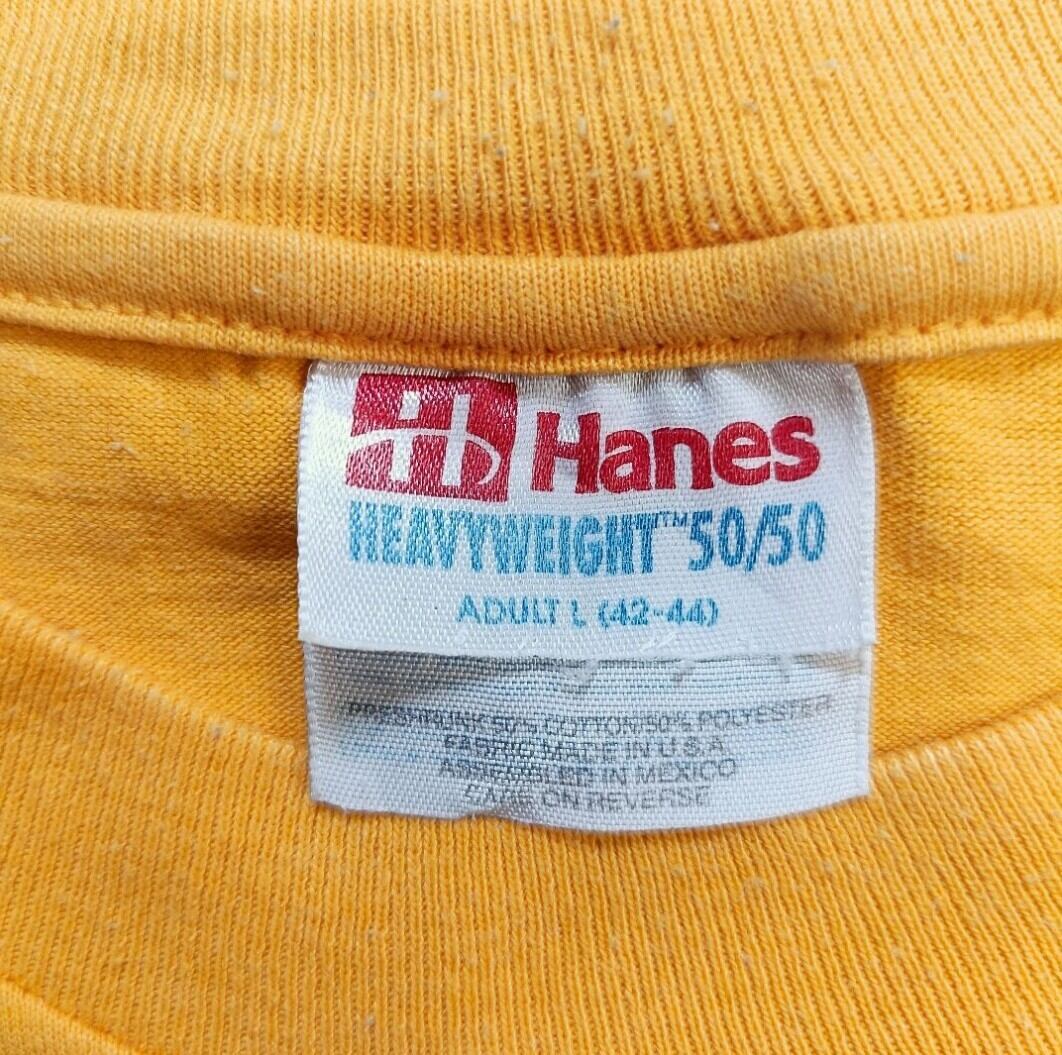 Hanes
HEAVYWEIGHT™ 50/50
ADULT L (42-44)
PRESHRUNK 50% COTTON/50% POLYESTER
FABRIC MADE IN U.S.A.
ASSEMBLED IN MEXICO
CARE ON REVERSE